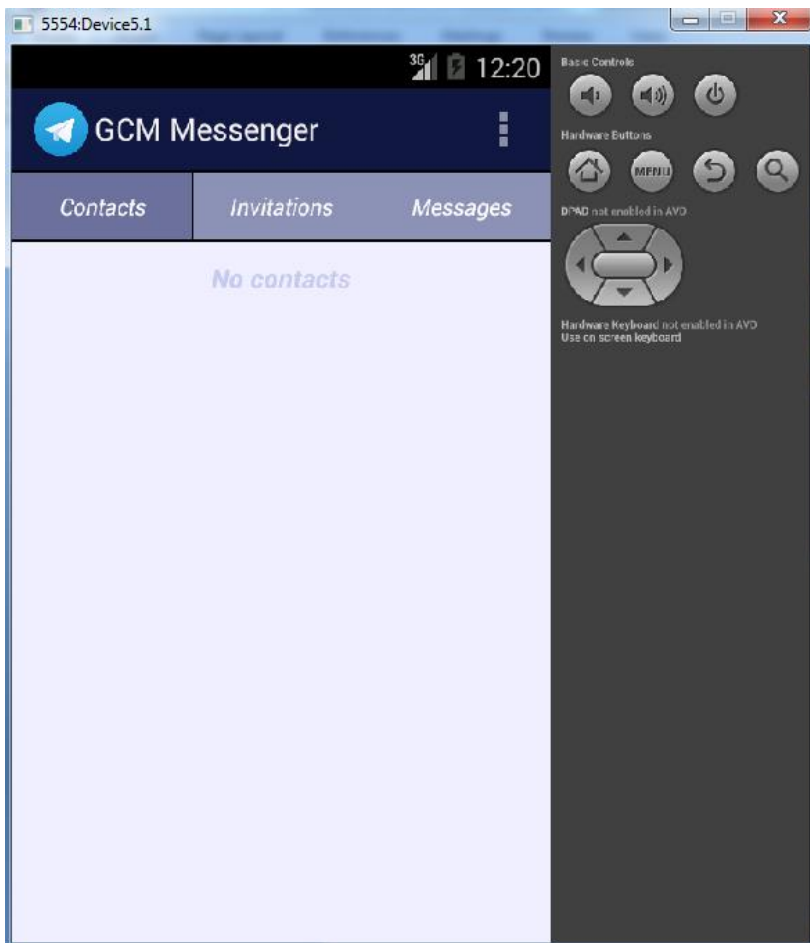 5554:Device5.1
3G 12:20
GCM Messenger
Contacts Invitations Messages
No contacts
Basic Controls
Hardware Buttons
MENU
DPAD not enabled in AVD
Hardware Keyboard not enabled in AVD
Use on screen keyboard